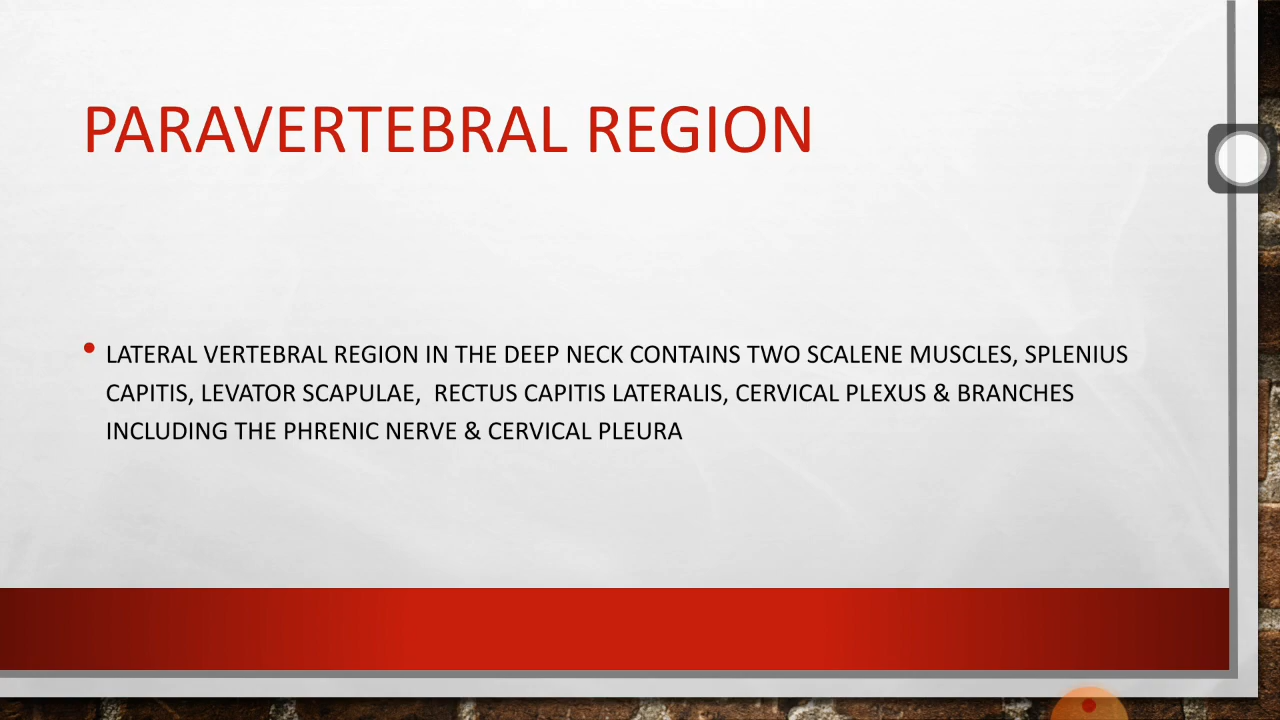 PARAVERTEBRAL REGION
• LATERAL VERTEBRAL REGION IN THE DEEP NECK CONTAINS TWO SCALENE MUSCLES, SPLENIUS
CAPITIS, LEVATOR SCAPULAE,  RECTUS CAPITIS LATERALIS, CERVICAL PLEXUS & BRANCHES
INCLUDING THE PHRENIC NERVE & CERVICAL PLEURA